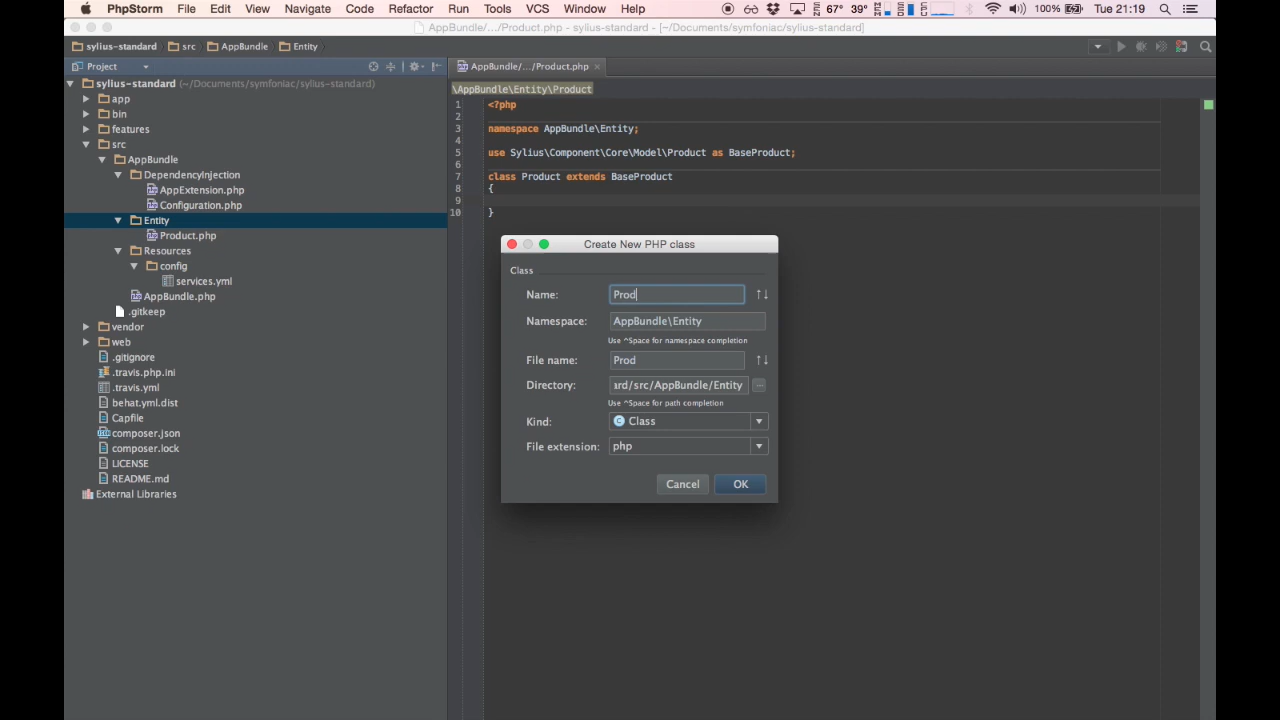 PhpStorm File Edit View Navigate Code Refactor Run Tools VCS Window Help 67° 39° 100% Tue 21:19
AppBundle/.../Product.php - sylius-standard - [~/Documents/symfoniac/sylius-standard]
sylius-standard src AppBundle Entity
Project
AppBundle/.../Product.php
sylius-standard (~/Documents/symfoniac/sylius-standard)
app
bin
features
src
AppBundle
DependencyInjection
AppExtension.php
Configuration.php
Entity
Product.php
Resources
config
services.yml
AppBundle.php
.gitkeep
vendor
web
.gitignore
.travis.php.ini
.travis.yml
behat.yml.dist
Capfile
composer.json
composer.lock
LICENSE
README.md
External Libraries
\AppBundle\Entity\Product
1 <?php
2
3 namespace AppBundle\Entity;
4
5 use Sylius\Component\Core\Model\Product as BaseProduct;
6
7 class Product extends BaseProduct
8 {
9
10 }
Create New PHP class
Class
Name: Prod
Namespace: AppBundle\Entity
Use ^Space for namespace completion
File name: Prod
Directory: ard/src/AppBundle/Entity
Use ^Space for path completion
Kind: Class
File extension: php
Cancel OK